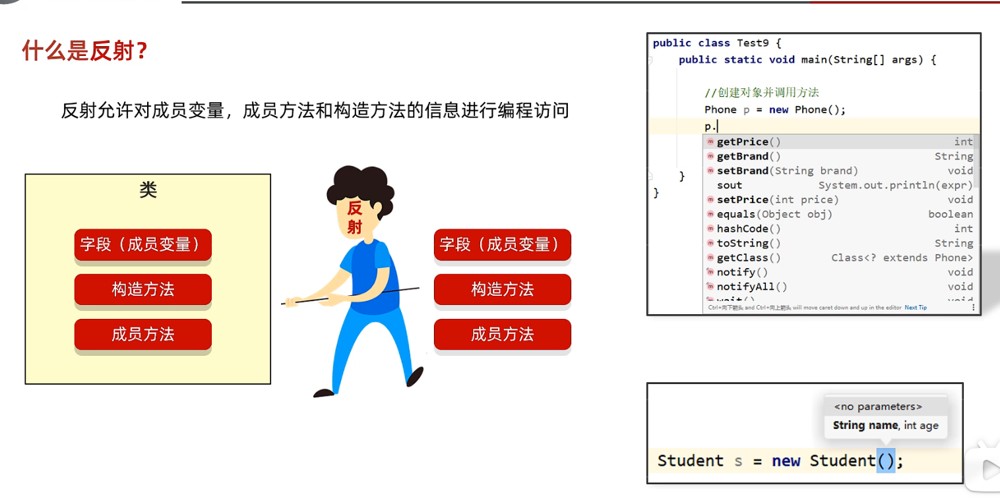 什么是反射?
反射允许对成员变量，成员方法和构造方法的信息进行编程访问
类
字段（成员变量）
构造方法
成员方法
反
射
字段（成员变量）
构造方法
成员方法
public class Test9 {
public static void main(String[] args) {
//创建对象并调用方法
Phone p = new Phone();
p.
getPrice() int
getBrand() String
setBrand(String brand) void
sout System.out.println(expr)
setPrice(int price) void
equals(Object obj) boolean
hashCode() int
toString() String
getClass() Class<? extends Phone>
notify() void
notifyAll() void
wait() void
Ctrl+向下箭头 and Ctrl+向上箭头 will move caret down and up in the editor Next Tip
}
}
<no parameters>
String name, int age
Student s = new Student();